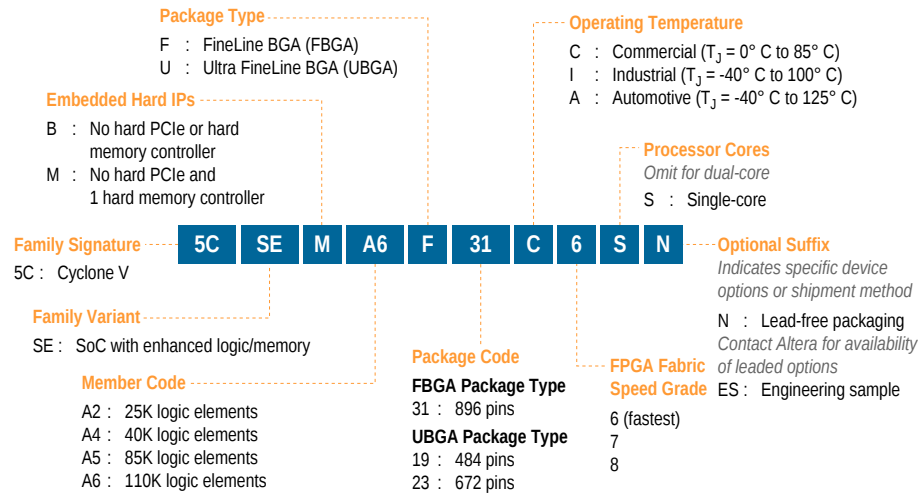 Package Type
F : FineLine BGA (FBGA)
U : Ultra FineLine BGA (UBGA)
Operating Temperature
C : Commercial (TJ = 0° C to 85° C)
I : Industrial (TJ = -40° C to 100° C)
A : Automotive (TJ = -40° C to 125° C)
Embedded Hard IPs
B : No hard PCIe or hard
memory controller
M : No hard PCIe and
1 hard memory controller
Processor Cores
Omit for dual-core
S : Single-core
5C SE M A6 F 31 C 6 S N
Family Signature
5C : Cyclone V
Family Variant
SE : SoC with enhanced logic/memory
Member Code
A2 : 25K logic elements
A4 : 40K logic elements
A5 : 85K logic elements
A6 : 110K logic elements
Package Code
FBGA Package Type
31 : 896 pins
UBGA Package Type
19 : 484 pins
23 : 672 pins
FPGA Fabric
Speed Grade
6 (fastest)
7
8
Optional Suffix
Indicates specific device
options or shipment method
N : Lead-free packaging
Contact Altera for availability
of leaded options
ES : Engineering sample